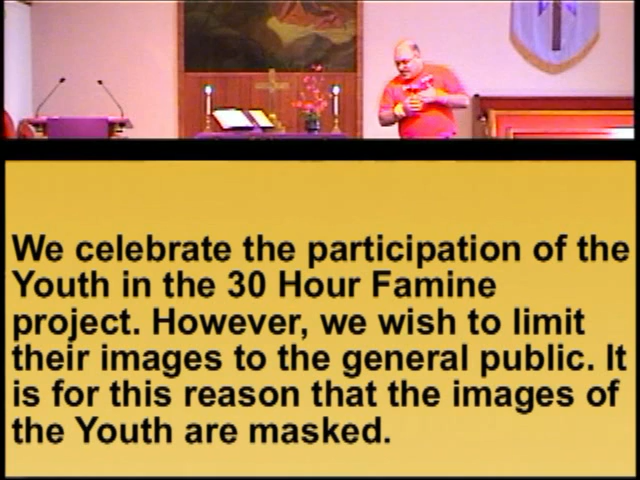 We celebrate the participation of the
Youth in the 30 Hour Famine
project. However, we wish to limit
their images to the general public. It
is for this reason that the images of
the Youth are masked.